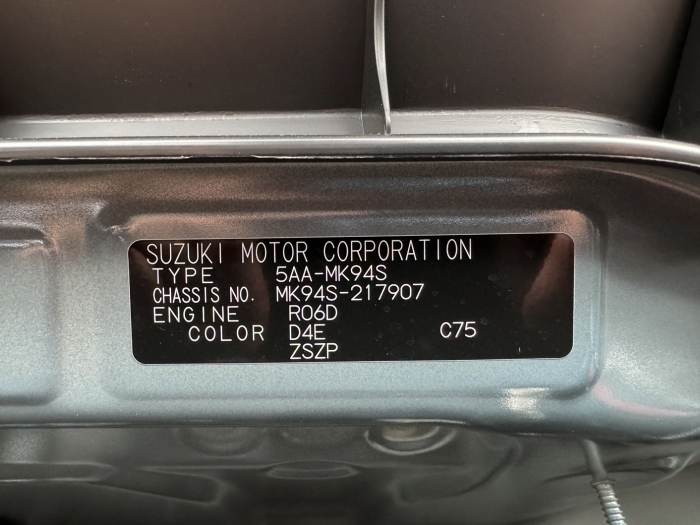 SUZUKI MOTOR CORPORATION
TYPE 5AA-MK94S
CHASSIS NO. MK94S-217907
ENGINE R06D
COLOR D4E C75
ZSZP